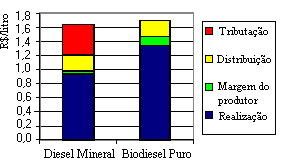 R$/litro
1,8
1,6
1,4
1,2
1,0
0,8
0,6
0,4
0,2
0,0
Diesel Mineral
Biodiesel Puro
Tributação
Distribuição
Margem do
produtor
Realização